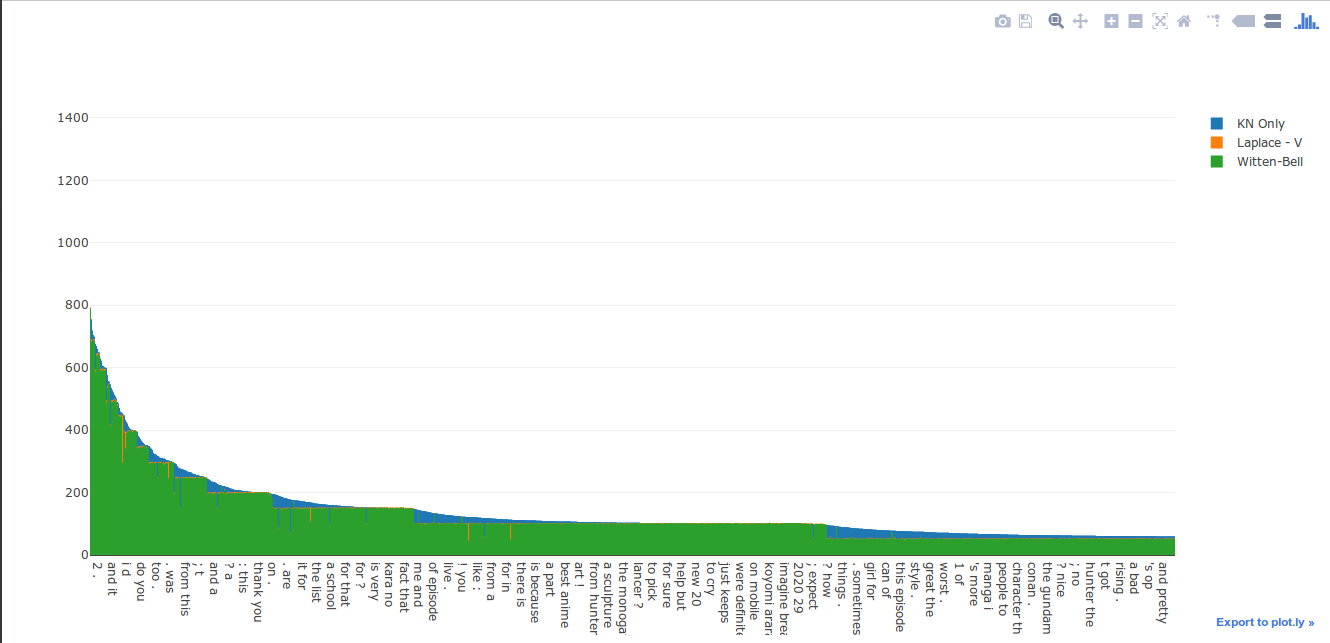 1400
KN Only
Laplace - V
1200
Witten-Bell
1000
800
600
400
200
0
2 .
and it
i d
do you
too .
. was
from this
; t
and a
? a
: this
thank you
on .
. are
it for
the list
a school
for that
for ?
is very
kara no
fact that
me and
of episode
live .
! you
like :
from a
for in
there is
is because
a part
best anime
art !
from hunter
a sculpture
the monoga
lancer ?
to pick
for sure
help but
new 20
to cry
just keeps
were definite
on mobile
koyomi arara
imagine brea
2020 29
; expect
? how
things .
. sometimes
girl for
can of
this episode
style .
great the
worst .
1 of
's more
manga i
people to
character th
conan .
the gundam
? nice
; no
hunter the
t got
rising .
a bad
's op
and pretty
Export to plot.ly »